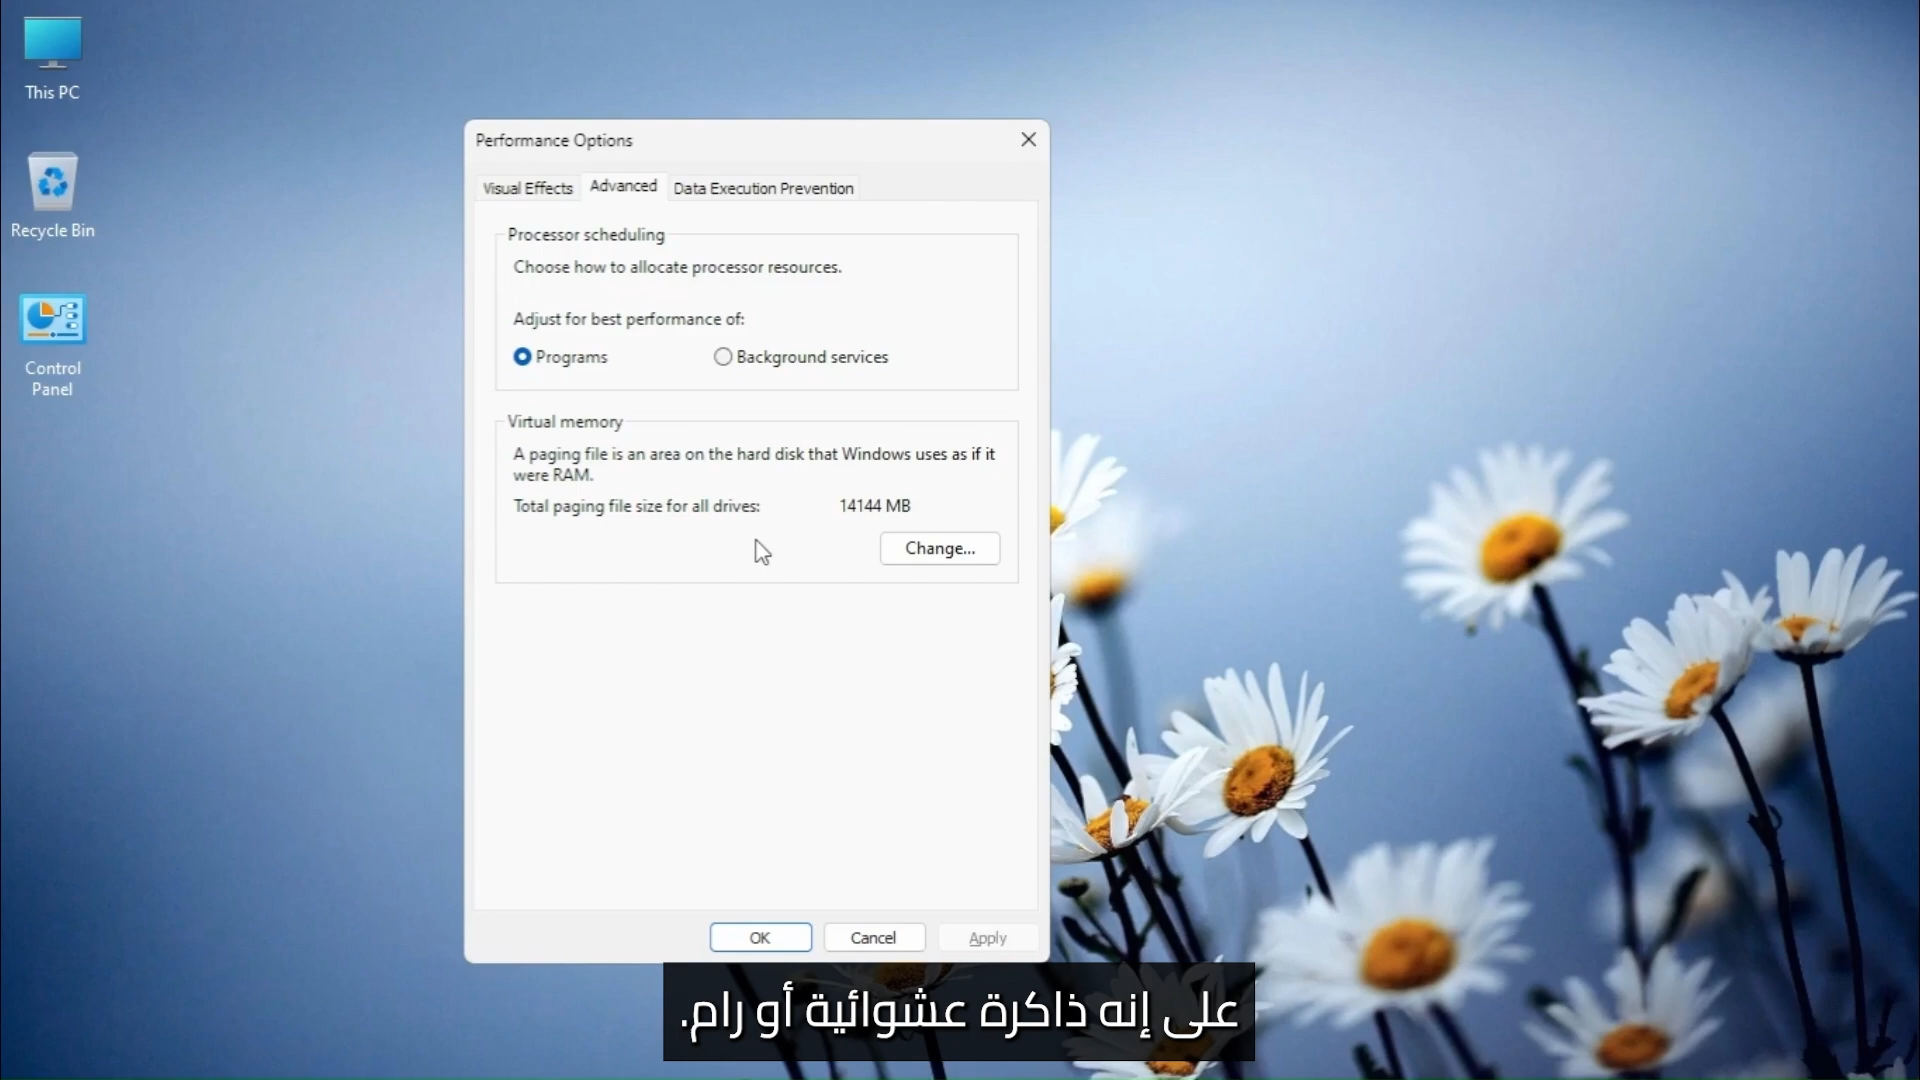 This PC
Recycle Bin
Control
Panel
Performance Options
Visual Effects
Advanced
Data Execution Prevention
Processor scheduling
Choose how to allocate processor resources.
Adjust for best performance of:
Programs
Background services
Virtual memory
A paging file is an area on the hard disk that Windows uses as if it
were RAM.
Total paging file size for all drives:
14144 MB
Change...
OK
Cancel
Apply
على إنه ذاكرة عشوائية أو رام.